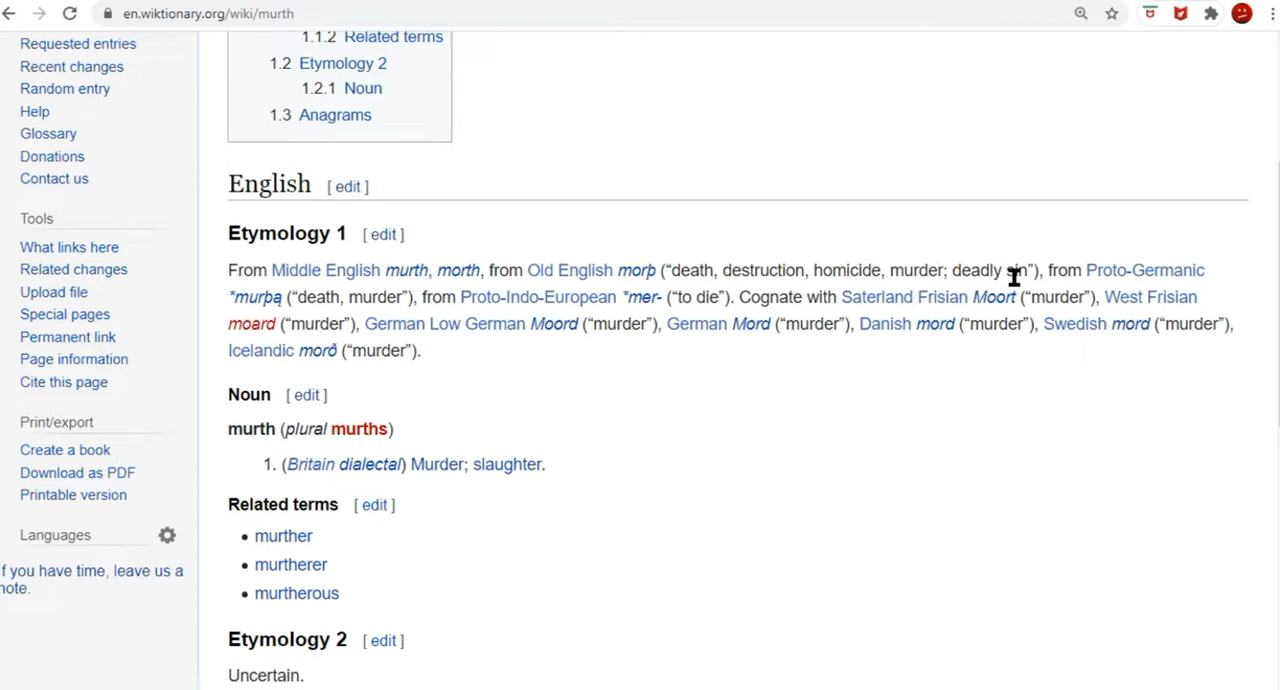 en.wiktionary.org/wiki/murth
Requested entries
Recent changes
Random entry
Help
Glossary
Donations
Contact us
Tools
What links here
Related changes
Upload file
Special pages
Permanent link
Page information
Cite this page
Print/export
Create a book
Download as PDF
Printable version
Languages
f you have time, leave us a
note.
1.1.2 Related terms
1.2 Etymology 2
1.2.1 Noun
1.3 Anagrams
English [ edit ]
Etymology 1 [ edit ]
From Middle English murth, morth, from Old English morþ (“death, destruction, homicide, murder; deadly sin”), from Proto-Germanic
*murþą (“death, murder”), from Proto-Indo-European *mer- (“to die”). Cognate with Saterland Frisian Moort (“murder”), West Frisian
moard (“murder”), German Low German Moord (“murder”), German Mord (“murder”), Danish mord (“murder”), Swedish mord (“murder”),
Icelandic morð (“murder”).
Noun [ edit ]
murth (plural murths)
1. (Britain dialectal) Murder; slaughter.
Related terms [ edit ]
• murther
• murtherer
• murtherous
Etymology 2 [ edit ]
Uncertain.